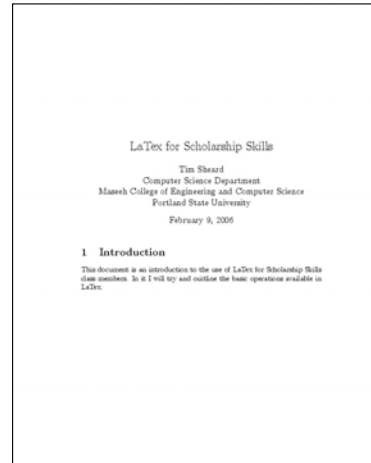 LaTex for Scholarship Skills
Tim Sheard
Computer Science Department
Maseeh College of Engineering and Computer Science
Portland State University
February 9, 2006
1 Introduction
This document is an introduction to the use of LaTex for Scholarship Skills
class members. In it I will try and outline the basic operations available in
LaTex.